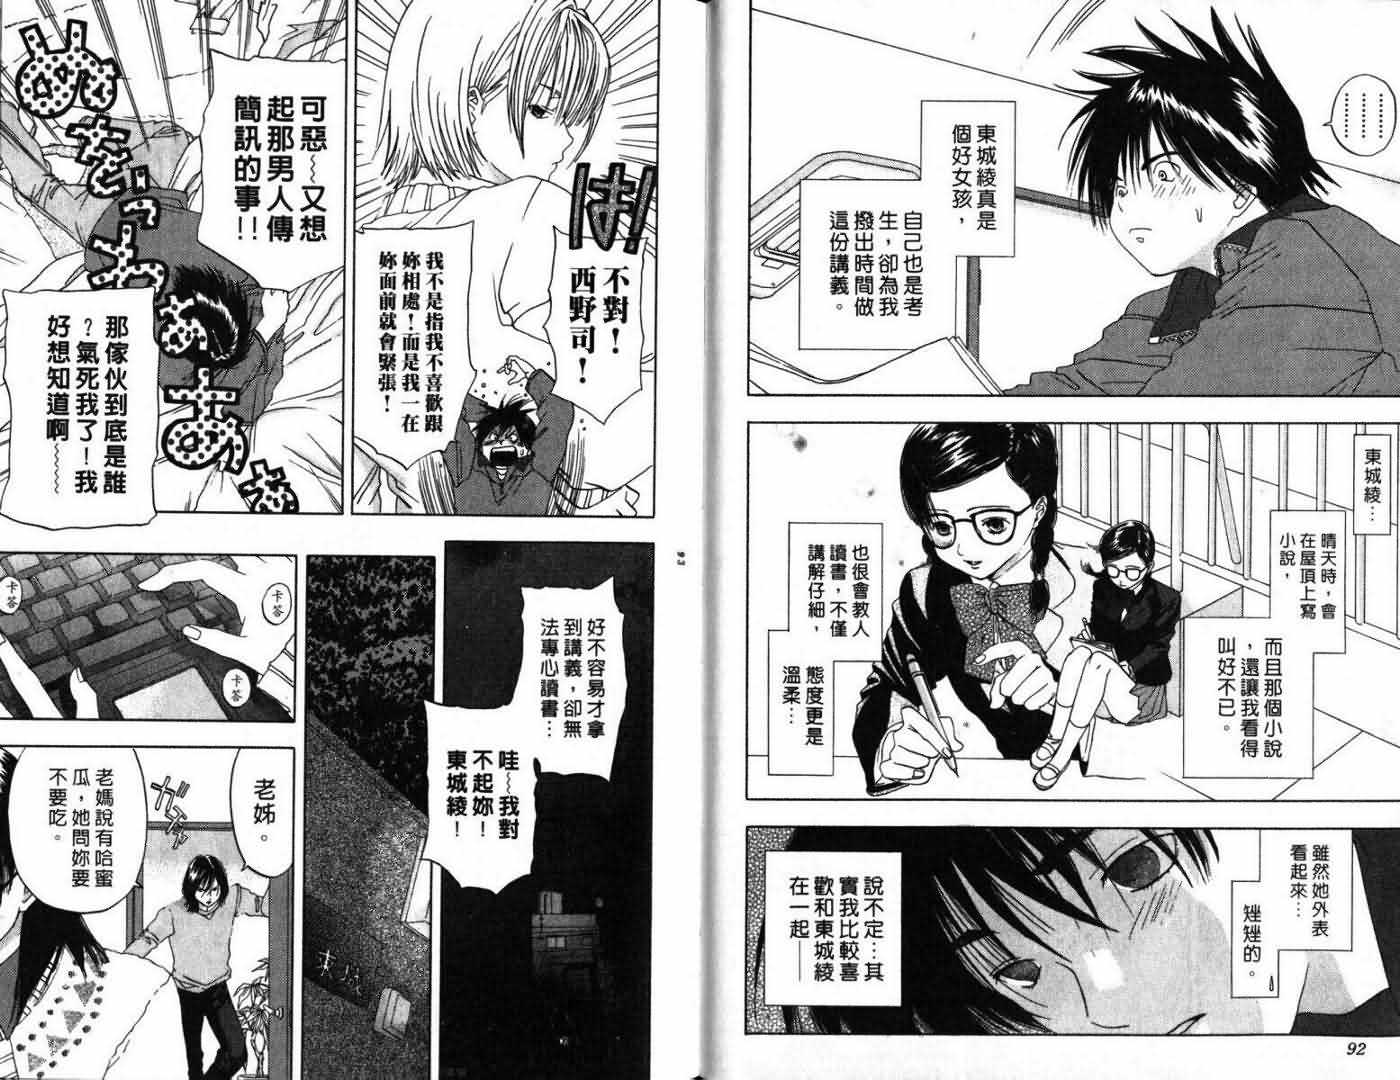 ………
………
東城綾真是
個好女孩，
自己也是考
生，卻為我
撥出時間做
這份講義。
東城綾…
晴天時，會
在屋頂上寫
小說，
而且那個小說
，還讓我看得
叫好不已。
也很會教人
讀書，不僅
講解仔細，
態度更是
溫柔…
雖然她外表
看起來…
矬矬的。
說不定…其
實我比較喜
歡和東城綾
在一起──
92
は！
不對！
西野司！
我不是指我不喜歡跟
妳相處！而是我一在
妳面前就會緊張！
可惡～又想
起那男人傳
簡訊的事!!
那傢伙到底是誰
？氣死我了！我
好想知道啊～～
93
好不容易才拿
到講義，卻無
法專心讀書…
哇～我對
不起妳！
東城綾！
東城
卡答
卡答
卡答
ガチャ
老姊。
老媽說有哈蜜
瓜，她問妳要
不要吃。